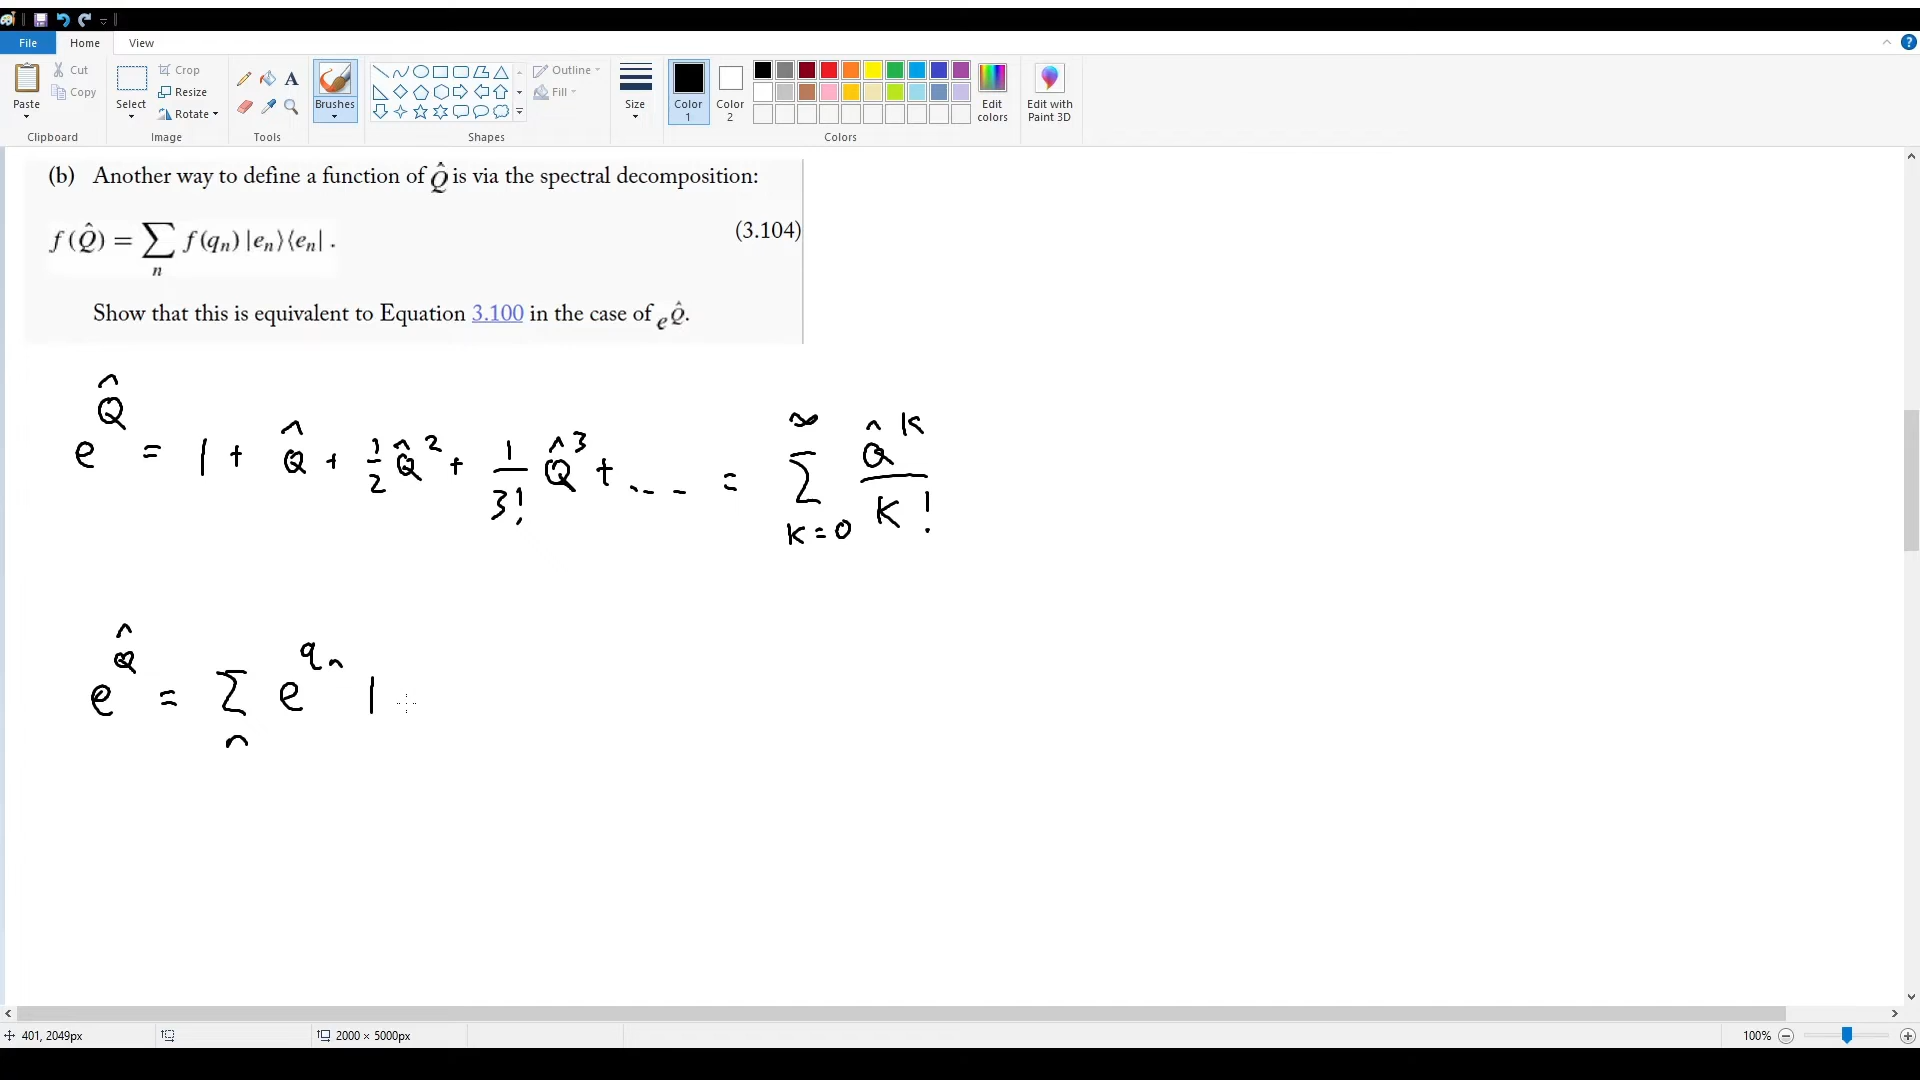 File Home View
Paste
Cut
Copy
Clipboard
Select
Crop
Resize
Rotate
Image
Tools
Brushes
Shapes
Outline
Fill
Size
Color 1
Color 2
Colors
Edit colors
Edit with Paint 3D
(b) Another way to define a function of Q̂ is via the spectral decomposition:
f(Q̂) = ∑ₙ f(qₙ) |eₙ⟩⟨eₙ| . (3.104)
Show that this is equivalent to Equation 3.100 in the case of e^Q̂.
e^Q̂ = 1 + Q̂ + 1/2 Q̂² + 1/3! Q̂³ + ... = ∑_{k=0}^{∞} Q̂^k / k!
e^Q̂ = ∑ₙ e^{qₙ} |
401, 2049px 2000 × 5000px 100%